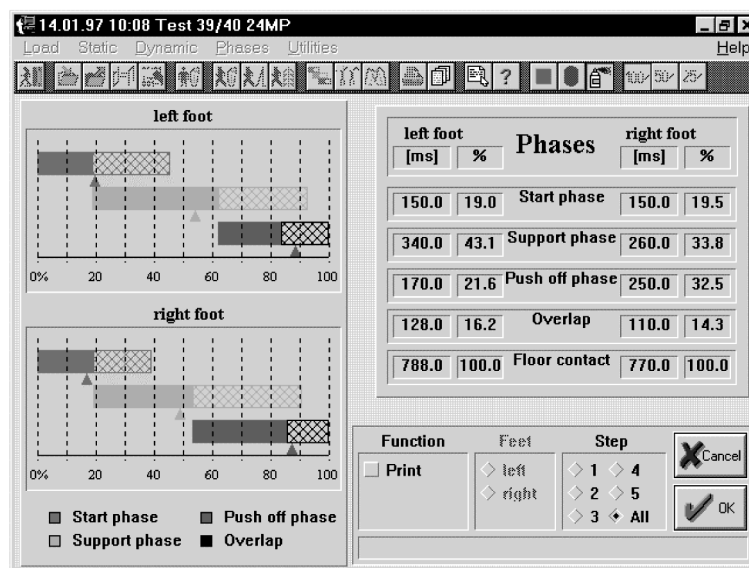 14.01.97 10:08 Test 39/40 24MP
Load Static Dynamic Phases Utilities Help
100% 50% 25%
left foot
0% 20 40 60 80 100
right foot
0% 20 40 60 80 100
Start phase Push off phase
Support phase Overlap
left foot Phases right foot
[ms] % [ms] %
150.0 19.0 Start phase 150.0 19.5
340.0 43.1 Support phase 260.0 33.8
170.0 21.6 Push off phase 250.0 32.5
128.0 16.2 Overlap 110.0 14.3
788.0 100.0 Floor contact 770.0 100.0
Function Feet Step
Print left 1 4
right 2 5
3 All
Cancel
OK